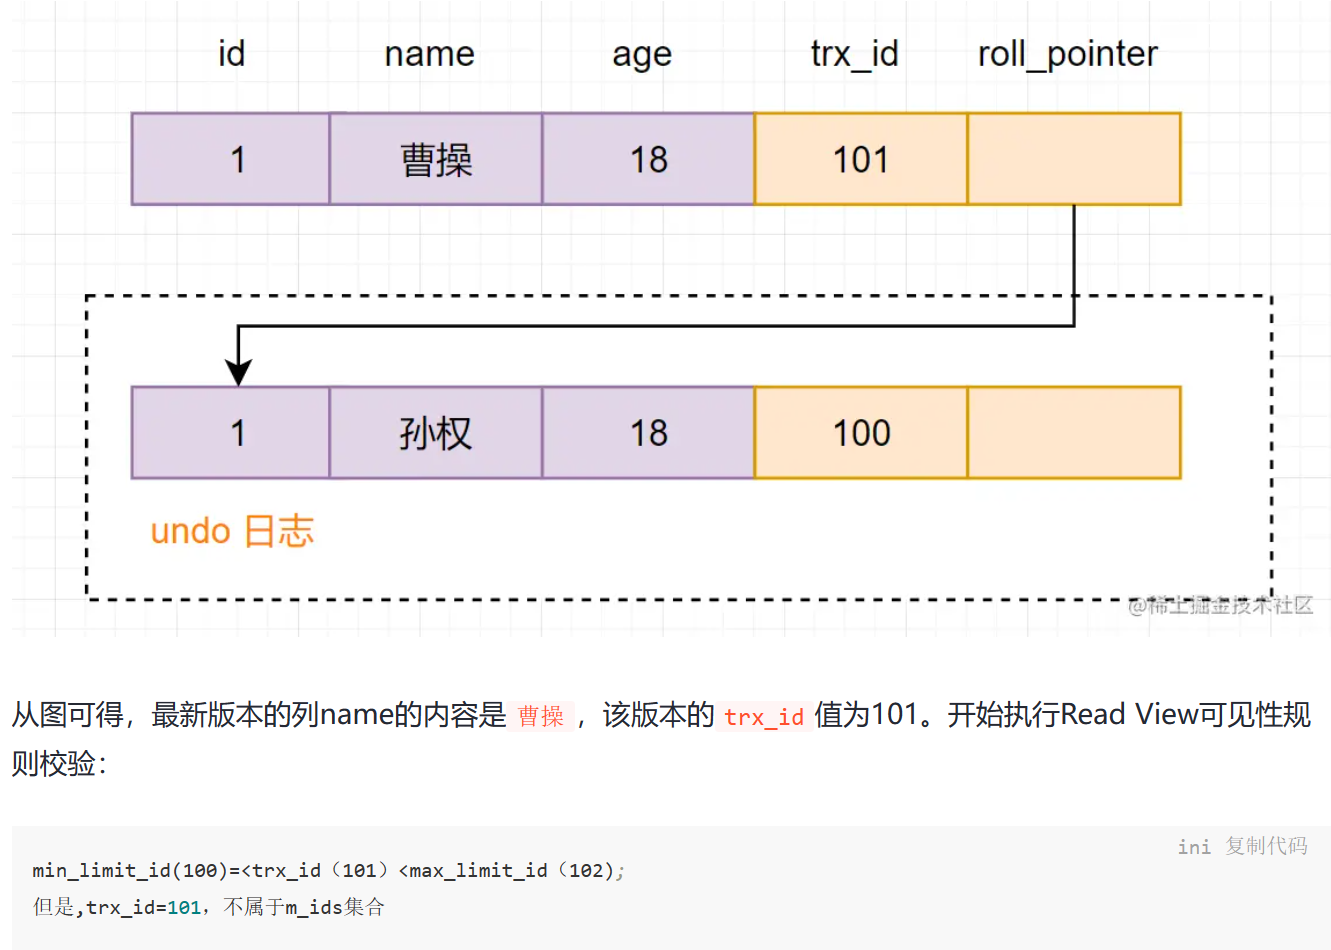 id name age trx_id roll_pointer
1 曹操 18 101
1 孙权 18 100
undo 日志
@稀土掘金技术社区
从图可得，最新版本的列name的内容是 曹操 ，该版本的 trx_id 值为101。开始执行Read View可见性规
则校验：
ini 复制代码
min_limit_id(100)=<trx_id（101）<max_limit_id（102);
但是,trx_id=101，不属于m_ids集合